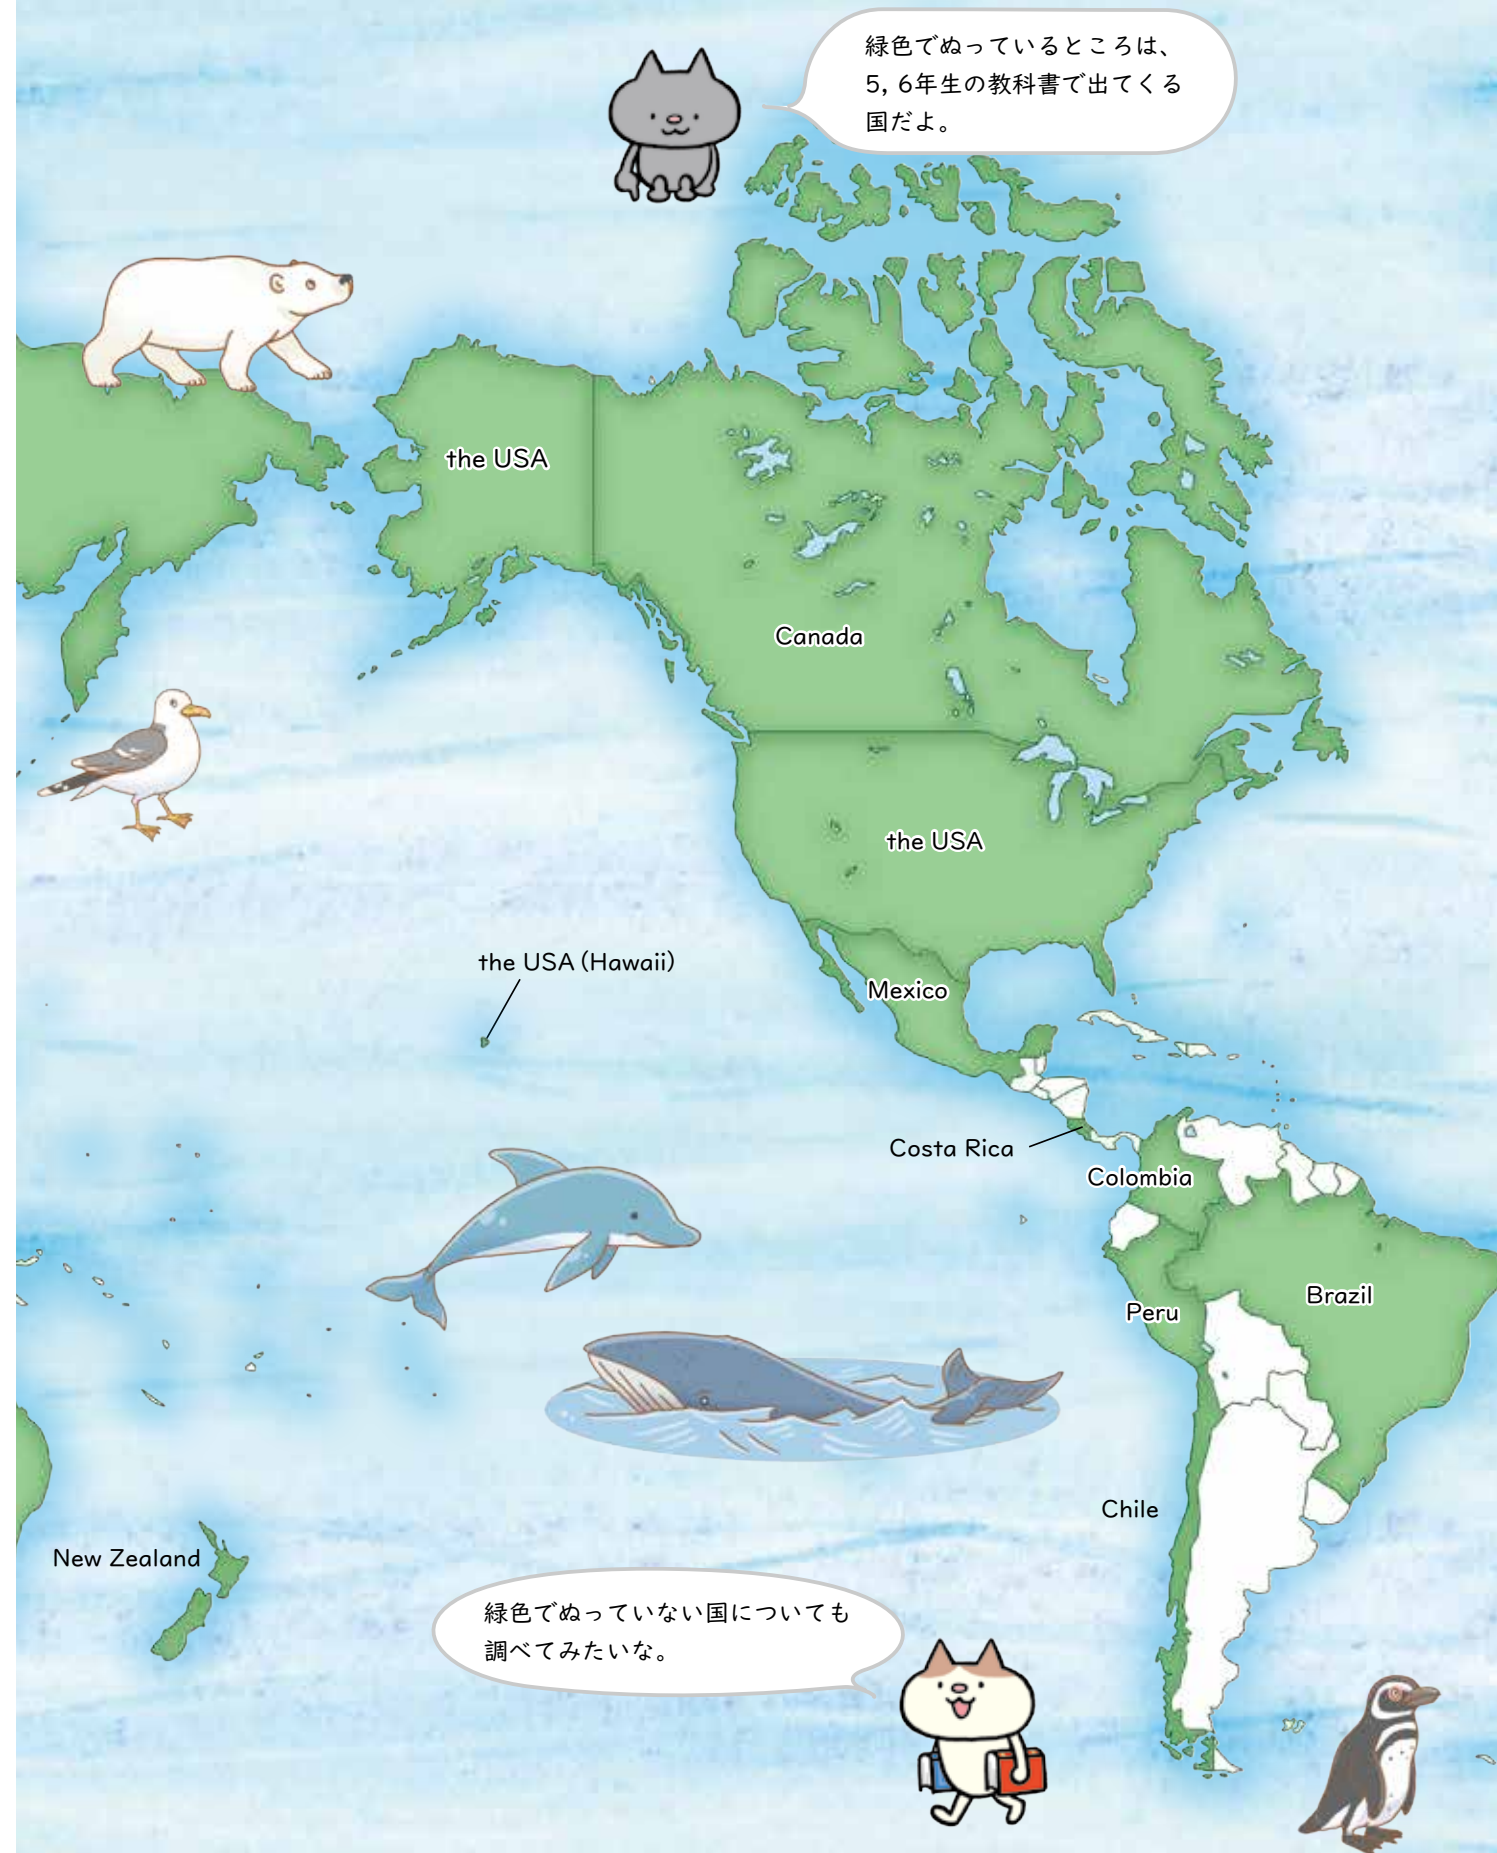 緑色でぬっているところは、
5, 6年生の教科書で出てくる
国だよ。
the USA
Canada
the USA
the USA (Hawaii)
Mexico
Costa Rica
Colombia
Brazil
Peru
Chile
New Zealand
緑色でぬっていない国についても
調べてみたいな。